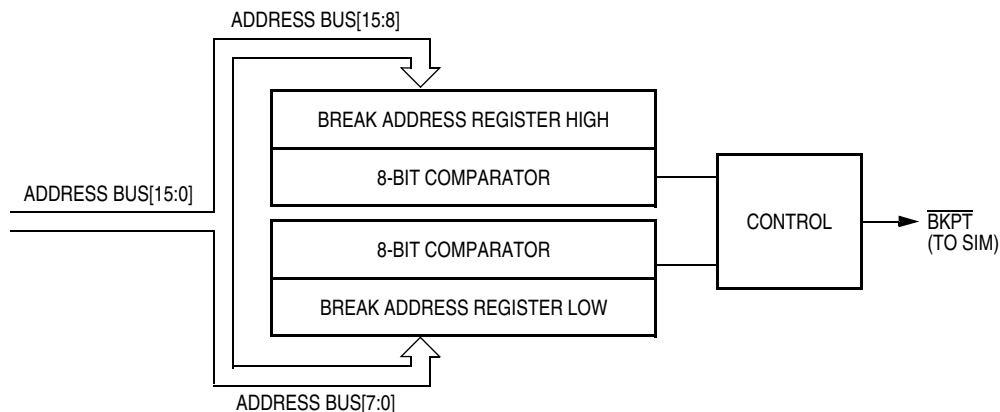 ADDRESS BUS[15:8]
BREAK ADDRESS REGISTER HIGH
8-BIT COMPARATOR
ADDRESS BUS[15:0]
CONTROL
BKPT
(TO SIM)
8-BIT COMPARATOR
BREAK ADDRESS REGISTER LOW
ADDRESS BUS[7:0]